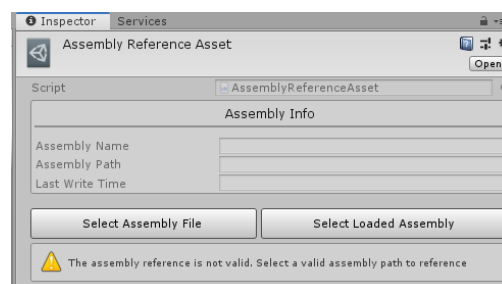 Inspector Services
Assembly Reference Asset
Open
Script AssemblyReferenceAsset
Assembly Info
Assembly Name
Assembly Path
Last Write Time
Select Assembly File Select Loaded Assembly
The assembly reference is not valid. Select a valid assembly path to reference